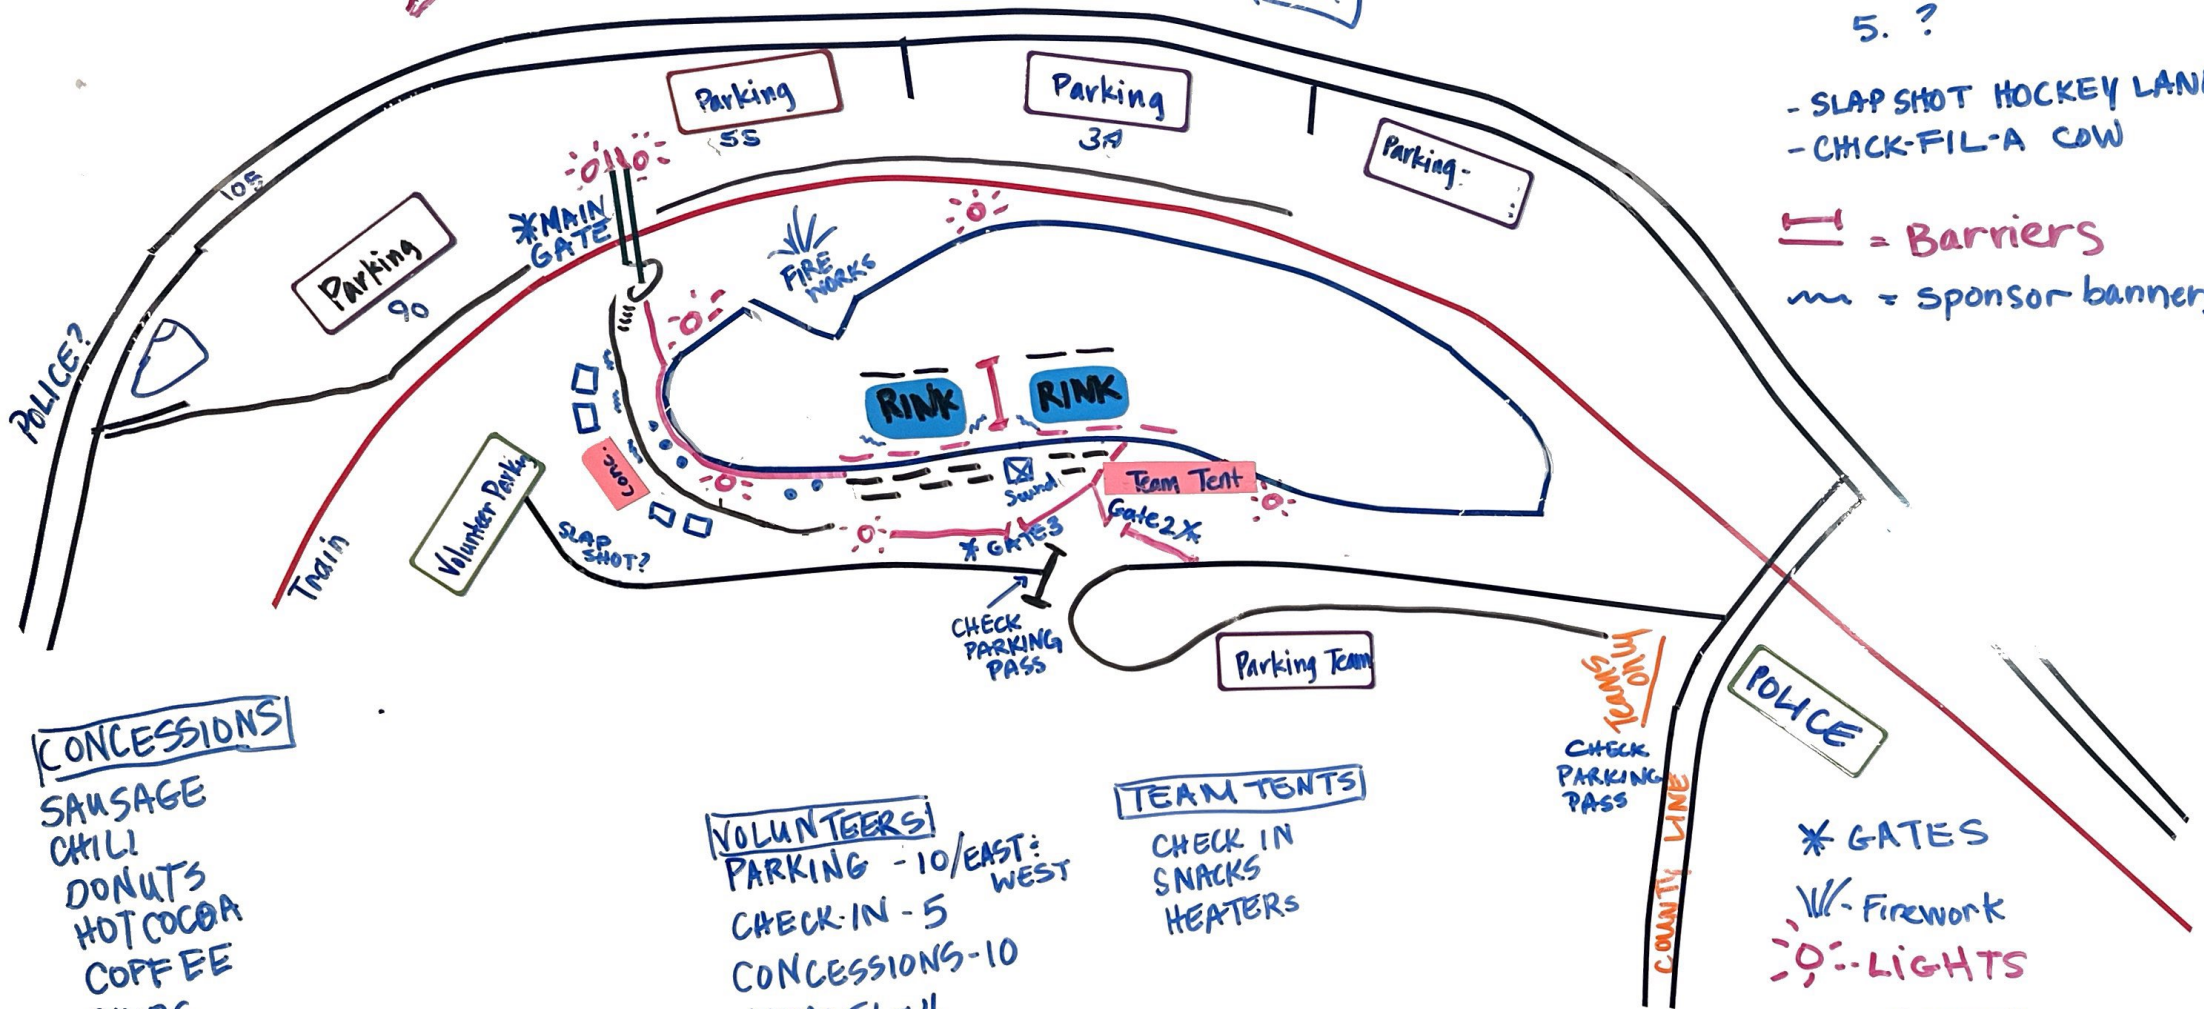 5. ?
- SLAP SHOT HOCKEY
- CHICK-FIL-A COW
= Barriers
= sponsor banner
Parking
55
Parking
Parking
105
Parking
90
* MAIN
GATE
FIRE
WORKS
POLICE?
RINK
RINK
Conc.
Sound
Team Tent
Gate 2 *
* GATE 3
Volunteer
SLAP
SHOT?
Train
CHECK
PARKING
PASS
Parking Team
TEAMS
ONLY
CHECK
PARKING
PASS
POLICE
COUNTY LINE
CONCESSIONS
SAUSAGE
CHILI
DONUTS
HOT COCOA
COFFEE
VOLUNTEERS
PARKING - 10/EAST:
WEST
CHECK-IN - 5
CONCESSIONS-10
TEAM TENTS
CHECK IN
SNACKS
HEATERS
* GATES
- Firework
- LIGHTS